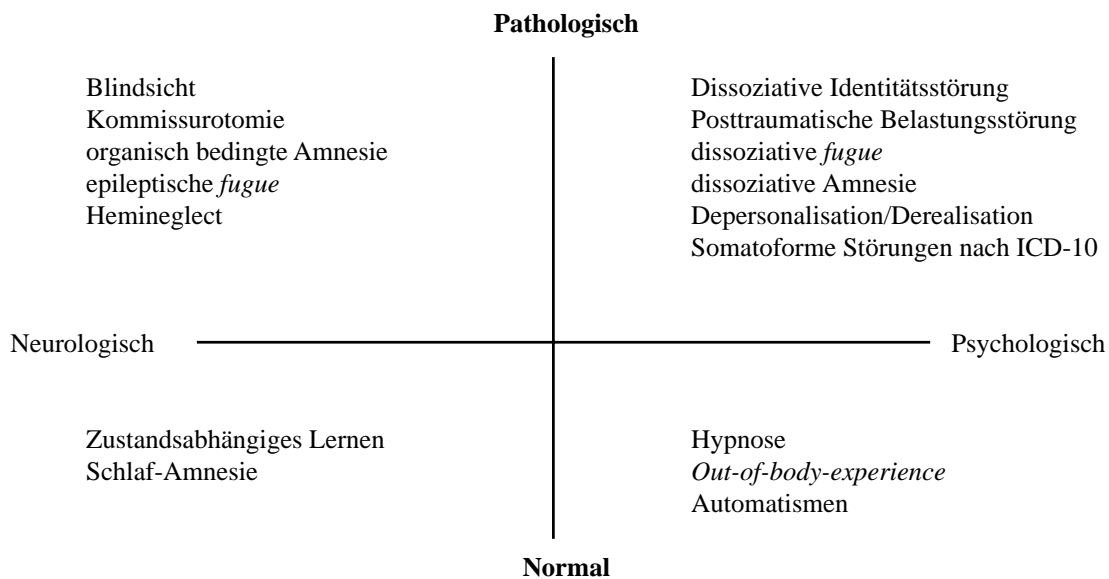 Pathologisch
Blindsicht
Kommissurotomie
organisch bedingte Amnesie
epileptische fugue
Hemineglect
Dissoziative Identitätsstörung
Posttraumatische Belastungsstörung
dissoziative fugue
dissoziative Amnesie
Depersonalisation/Derealisation
Somatoforme Störungen nach ICD-10
Neurologisch
Psychologisch
Zustandsabhängiges Lernen
Schlaf-Amnesie
Hypnose
Out-of-body-experience
Automatismen
Normal